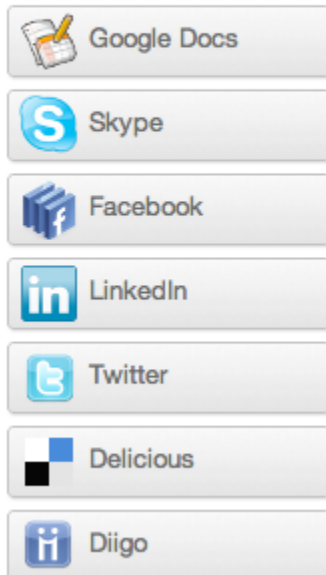 Google Docs
Skype
Facebook
LinkedIn
Twitter
Delicious
Diigo